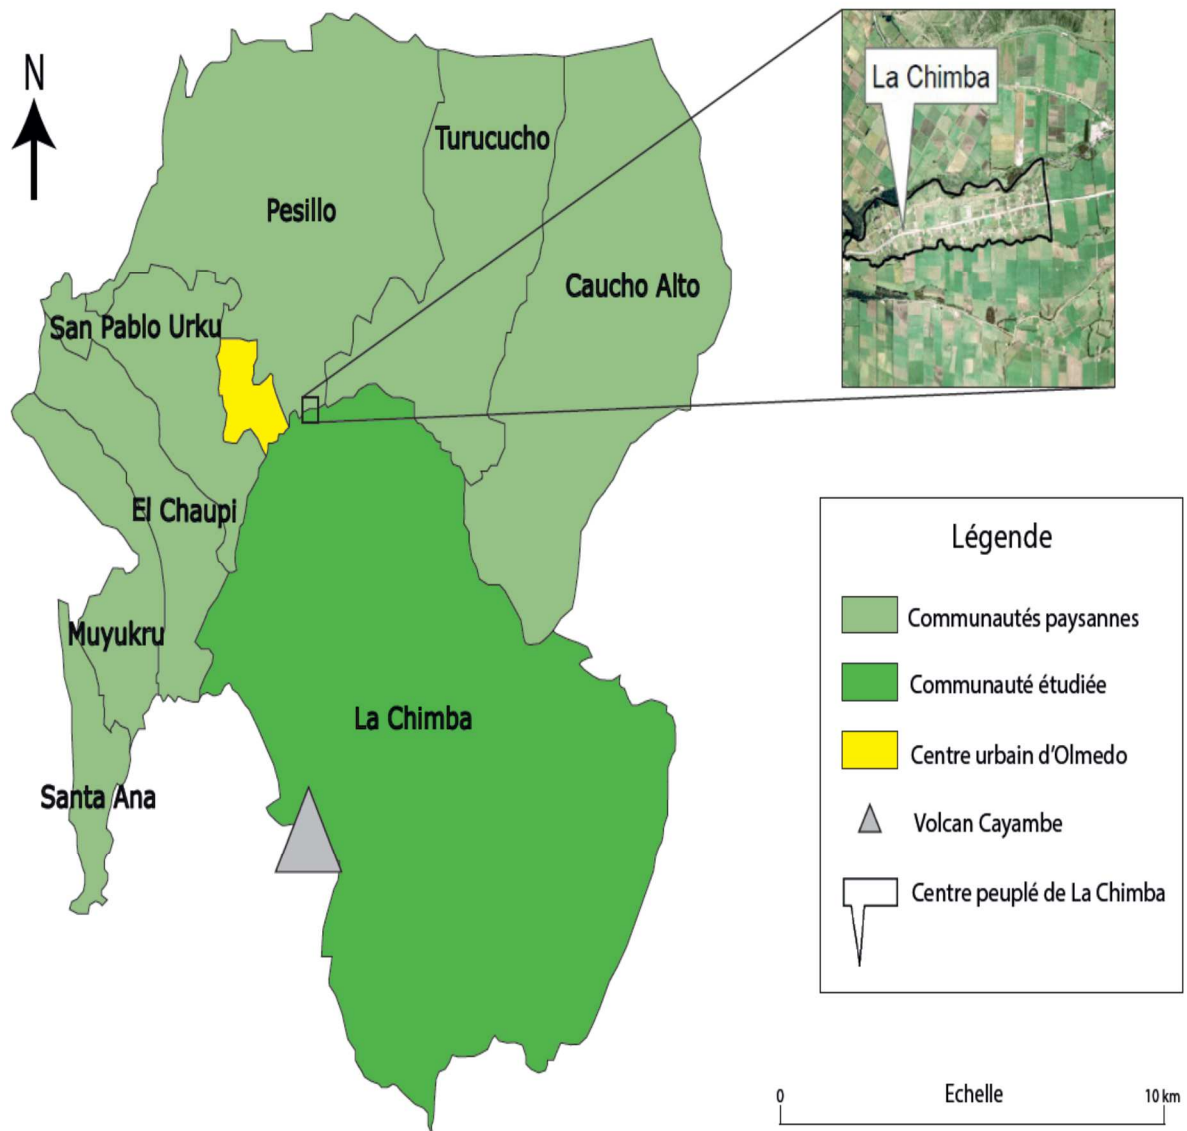 N
La Chimba
Turucucho
Pesillo
Caucho Alto
San Pablo Urku
El Chaupi
Muyukru
La Chimba
Santa Ana
Légende
Communautés paysannes
Communauté étudiée
Centre urbain d'Olmedo
Volcan Cayambe
Centre peuplé de La Chimba
0 Echelle 10 km